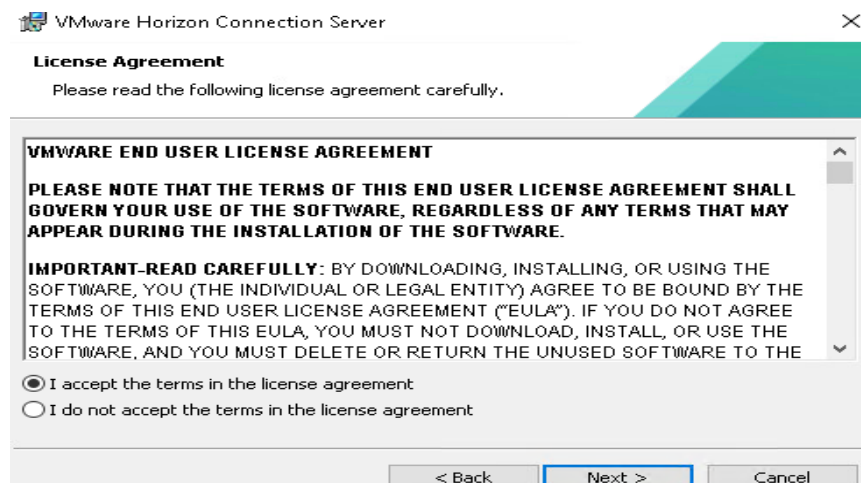 VMware Horizon Connection Server
License Agreement
Please read the following license agreement carefully.
VMWARE END USER LICENSE AGREEMENT
PLEASE NOTE THAT THE TERMS OF THIS END USER LICENSE AGREEMENT SHALL
GOVERN YOUR USE OF THE SOFTWARE, REGARDLESS OF ANY TERMS THAT MAY
APPEAR DURING THE INSTALLATION OF THE SOFTWARE.
IMPORTANT-READ CAREFULLY: BY DOWNLOADING, INSTALLING, OR USING THE
SOFTWARE, YOU (THE INDIVIDUAL OR LEGAL ENTITY) AGREE TO BE BOUND BY THE
TERMS OF THIS END USER LICENSE AGREEMENT (“EULA”). IF YOU DO NOT AGREE
TO THE TERMS OF THIS EULA, YOU MUST NOT DOWNLOAD, INSTALL, OR USE THE
SOFTWARE, AND YOU MUST DELETE OR RETURN THE UNUSED SOFTWARE TO THE
I accept the terms in the license agreement
I do not accept the terms in the license agreement
< Back Next > Cancel